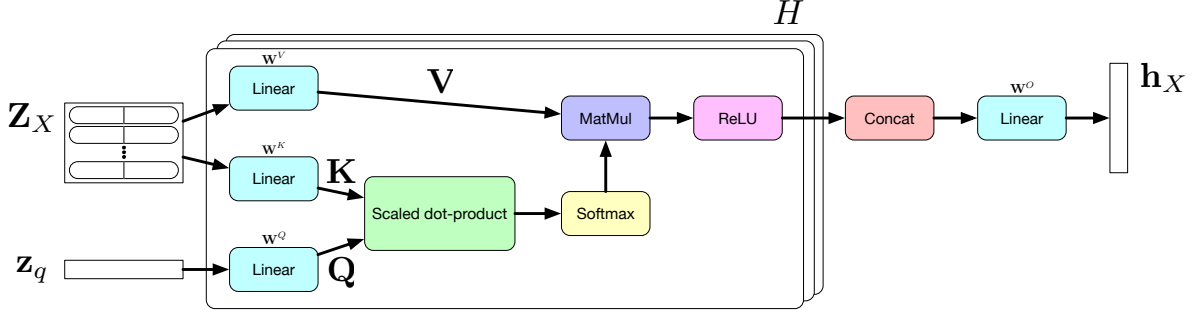 H
W^V
Linear
V
Z_X
MatMul
ReLU
Concat
W^O
Linear
h_X
W^K
Linear
K
Scaled dot-product
Softmax
W^Q
Linear
Q
z_q